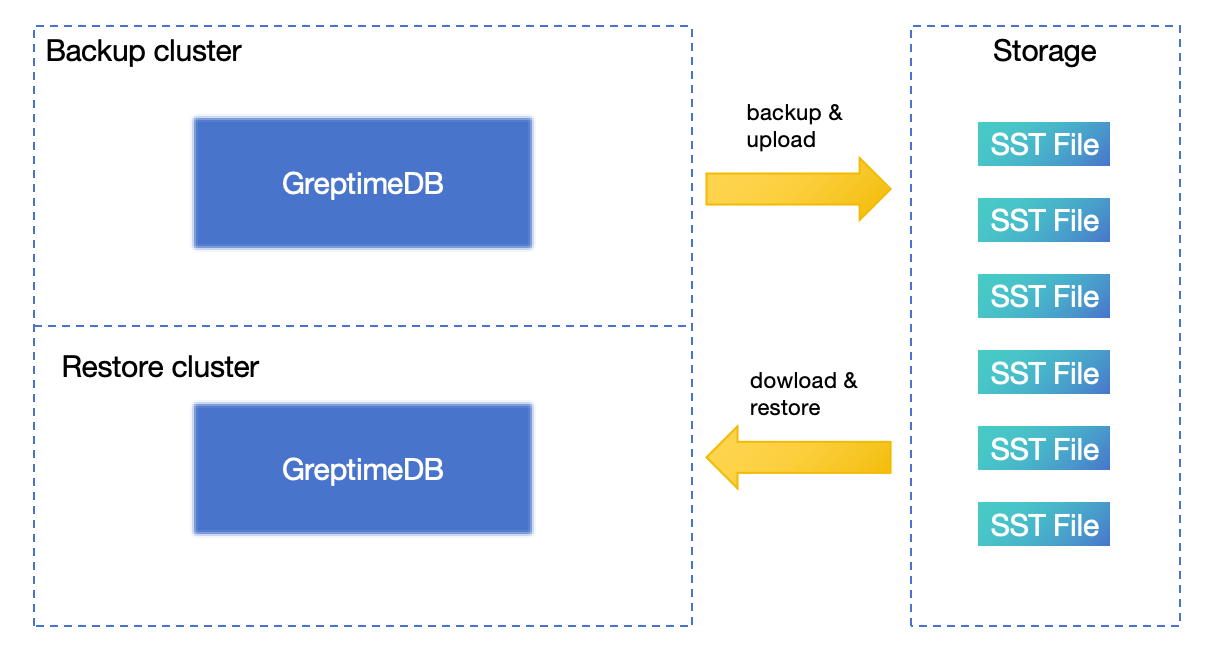 Backup cluster
GreptimeDB
backup &
upload
Restore cluster
GreptimeDB
dowload &
restore
Storage
SST File
SST File
SST File
SST File
SST File
SST File